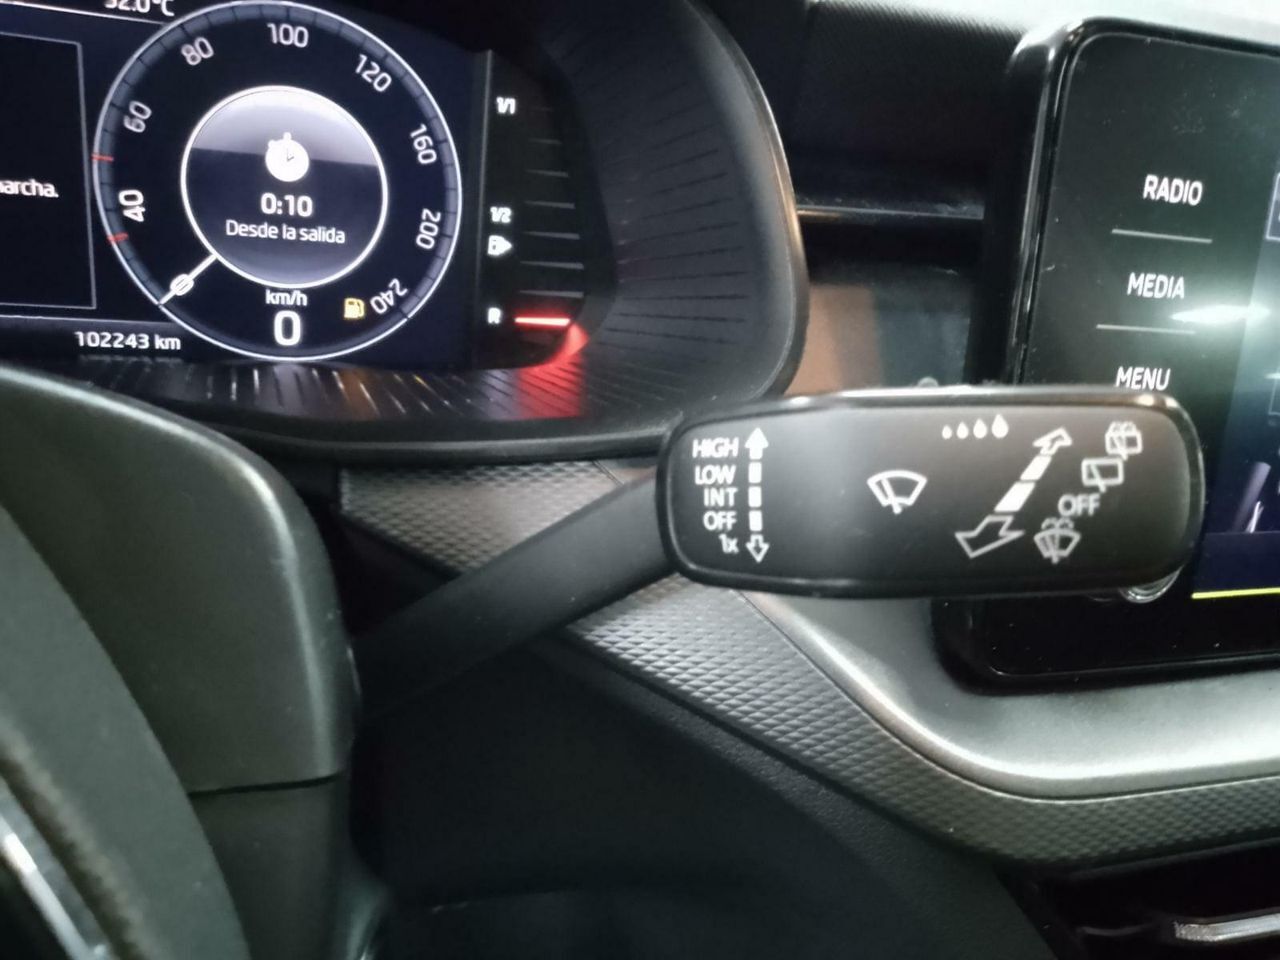 80
100
120
60
160
40
200
240
0:10
Desde la salida
km/h
0
102243 km
1/1
1/2
R
RADIO
MEDIA
MENU
HIGH
LOW
INT
OFF
1x
OFF